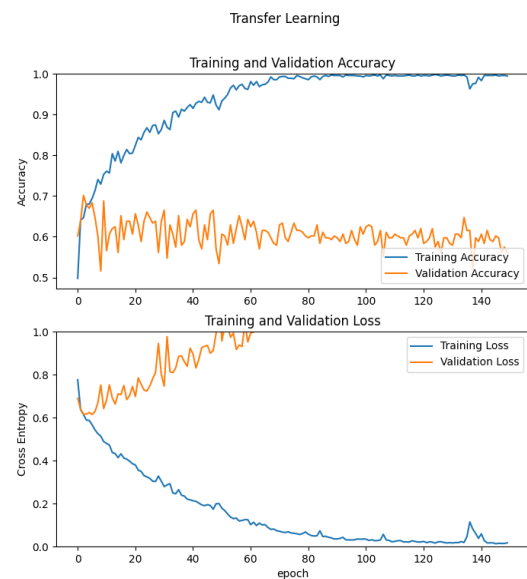 Transfer Learning
Training and Validation Accuracy
1.0
0.9
0.8
0.7
0.6
0.5
Accuracy
Training Accuracy
Validation Accuracy
0 20 40 60 80 100 120 140
Training and Validation Loss
1.0
0.8
0.6
0.4
0.2
0.0
Cross Entropy
Training Loss
Validation Loss
0 20 40 60 80 100 120 140
epoch